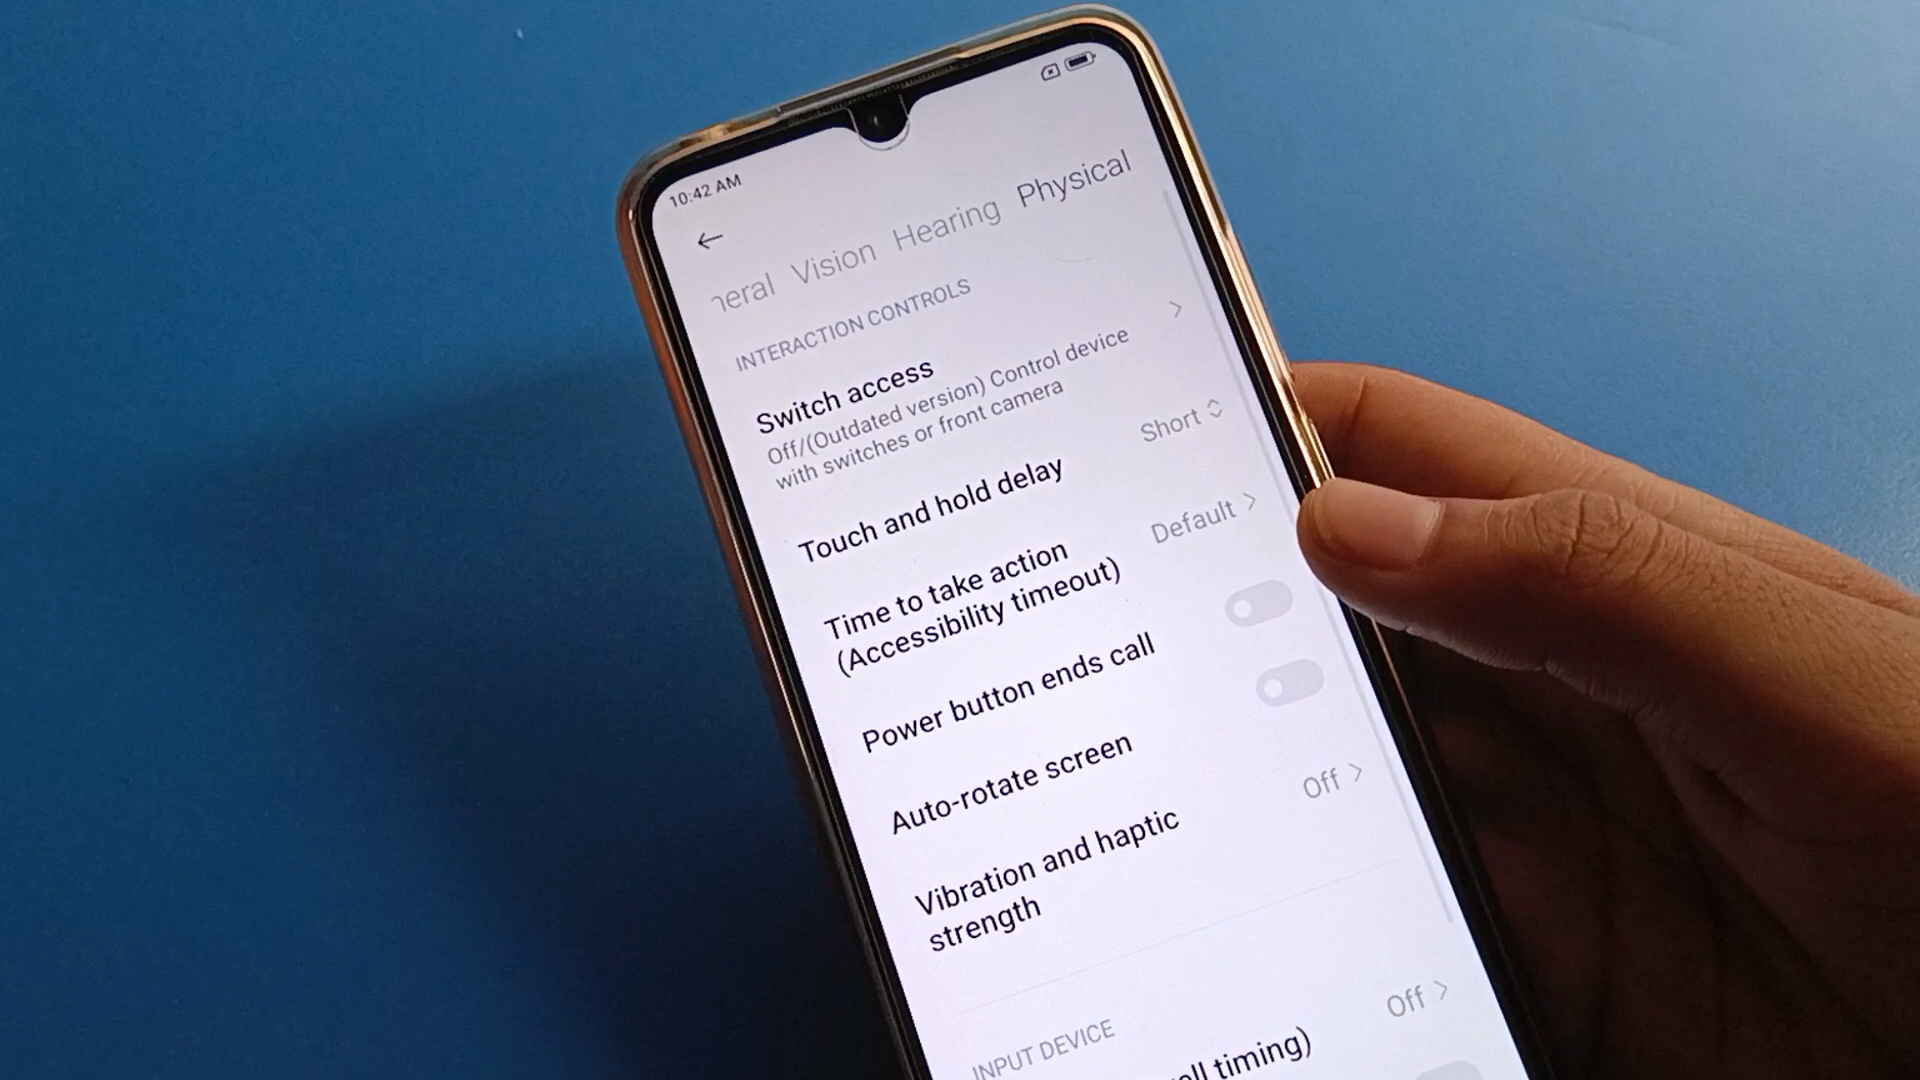 10:42 AM
neral Vision Hearing Physical
INTERACTION CONTROLS
Switch access
Off/(Outdated version) Control device
with switches or front camera
Touch and hold delay
Short
Time to take action
(Accessibility timeout)
Default
Power button ends call
Auto-rotate screen
Vibration and haptic
strength
Off
INPUT DEVICE
Off
timing)